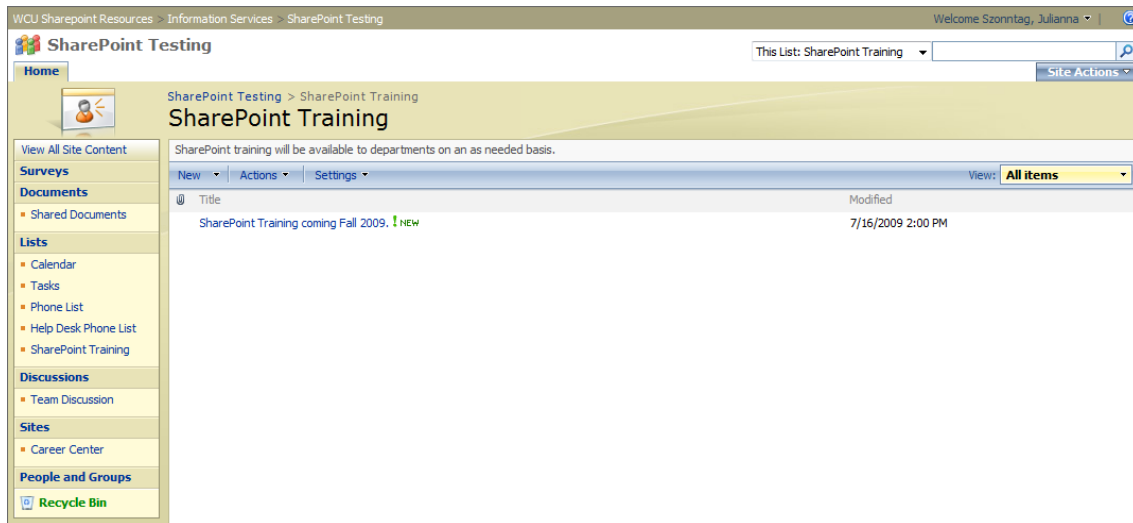 WCU Sharepoint Resources > Information Services > SharePoint Testing
Welcome Szonntag, Julianna
SharePoint Testing
This List: SharePoint Training
Home
Site Actions
SharePoint Testing > SharePoint Training
SharePoint Training
View All Site Content
SharePoint training will be available to departments on an as needed basis.
Surveys
New
Actions
Settings
View: All items
Documents
Title
Modified
Shared Documents
SharePoint Training coming Fall 2009. ! NEW
7/16/2009 2:00 PM
Lists
Calendar
Tasks
Phone List
Help Desk Phone List
SharePoint Training
Discussions
Team Discussion
Sites
Career Center
People and Groups
Recycle Bin